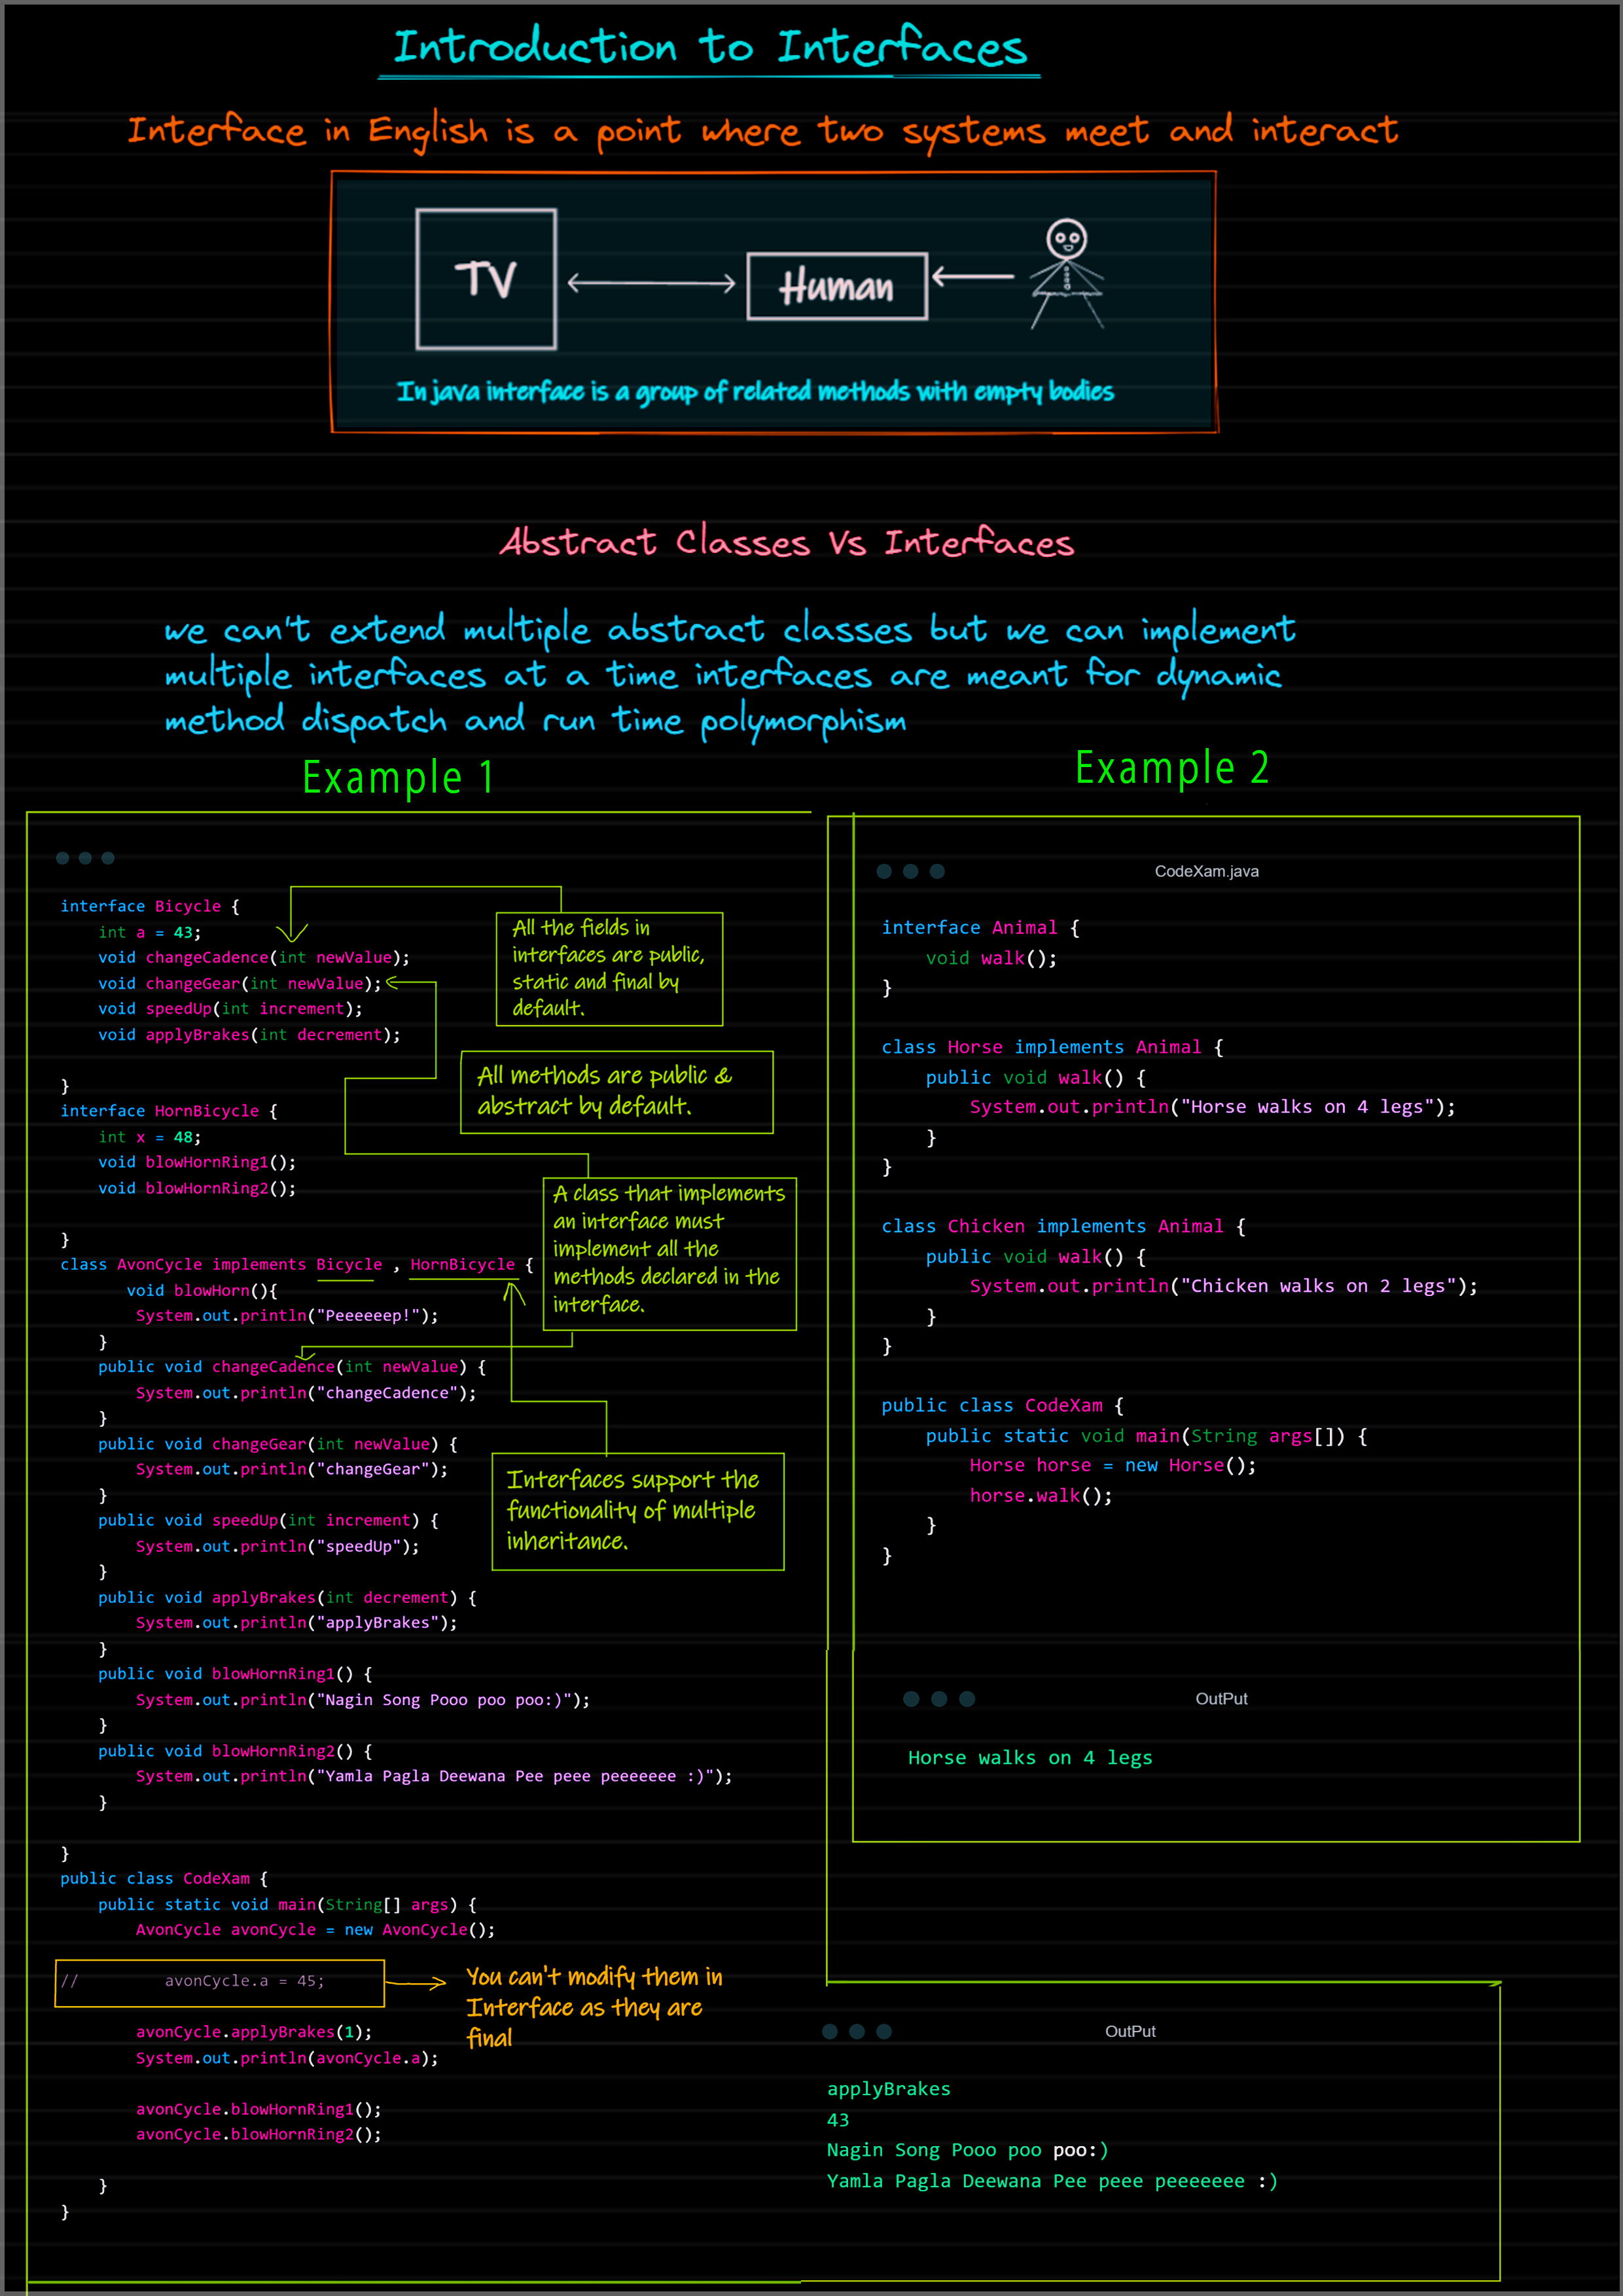 Introduction to Interfaces
Interface in English is a point where two systems meet and interact
TV
Human
In java interface is a group of related methods with empty bodies
Abstract Classes Vs Interfaces
we can't extend multiple abstract classes but we can implement
multiple interfaces at a time interfaces are meant for dynamic
method dispatch and run time polymorphism
Example 1
interface Bicycle {
    int a = 43;
    void changeCadence(int newValue);
    void changeGear(int newValue);
    void speedUp(int increment);
    void applyBrakes(int decrement);
}
interface HornBicycle {
    int x = 48;
    void blowHornRing1();
    void blowHornRing2();
}
class AvonCycle implements Bicycle , HornBicycle {
       void blowHorn(){
        System.out.println("Peeeeeep!");
    }
    public void changeCadence(int newValue) {
        System.out.println("changeCadence");
    }
    public void changeGear(int newValue) {
        System.out.println("changeGear");
    }
    public void speedUp(int increment) {
        System.out.println("speedUp");
    }
    public void applyBrakes(int decrement) {
        System.out.println("applyBrakes");
    }
    public void blowHornRing1() {
        System.out.println("Nagin Song Pooo poo poo:)");
    }
    public void blowHornRing2() {
        System.out.println("Yamla Pagla Deewana Pee peee peeeeeee :)");
    }
}
public class CodeXam {
    public static void main(String[] args) {
        AvonCycle avonCycle = new AvonCycle();
//         avonCycle.a = 45;
        avonCycle.applyBrakes(1);
        System.out.println(avonCycle.a);
        avonCycle.blowHornRing1();
        avonCycle.blowHornRing2();
    }
}
All the fields in
interfaces are public,
static and final by
default.
All methods are public &
abstract by default.
A class that implements
an interface must
implement all the
methods declared in the
interface.
Interfaces support the
functionality of multiple
inheritance.
You can't modify them in
Interface as they are
final
OutPut
applyBrakes
43
Nagin Song Pooo poo poo:)
Yamla Pagla Deewana Pee peee peeeeeee :)
Example 2
CodeXam.java
interface Animal {
    void walk();
}
class Horse implements Animal {
    public void walk() {
        System.out.println("Horse walks on 4 legs");
    }
}
class Chicken implements Animal {
    public void walk() {
        System.out.println("Chicken walks on 2 legs");
    }
}
public class CodeXam {
    public static void main(String args[]) {
        Horse horse = new Horse();
        horse.walk();
    }
}
OutPut
Horse walks on 4 legs